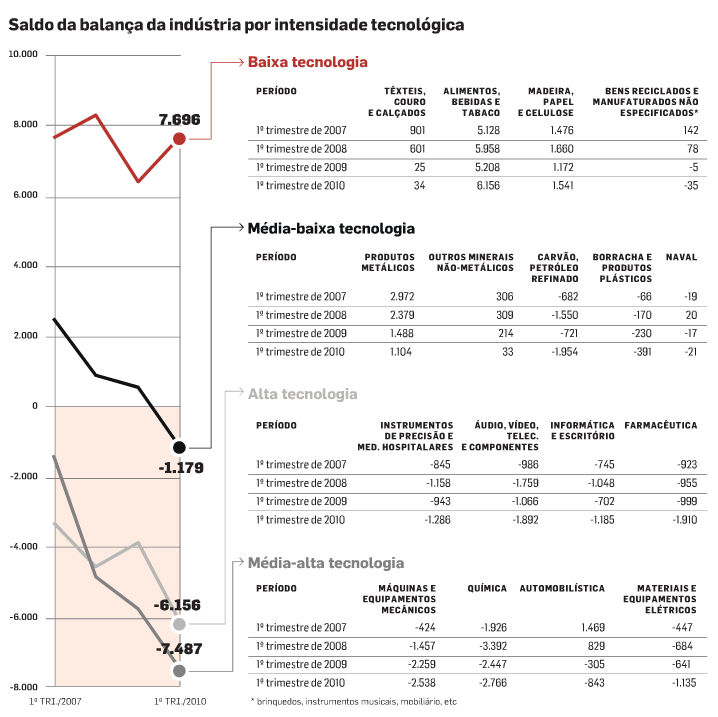 Saldo da balança da indústria por intensidade tecnológica
10.000
8.000
6.000
4.000
2.000
0
-2.000
-4.000
-6.000
-8.000
1º TRI./2007
1º TRI./2010
7.696
-1.179
-6.156
-7.487
Baixa tecnologia
PERÍODO
TÊXTEIS,
COURO
E CALÇADOS
ALIMENTOS,
BEBIDAS E
TABACO
MADEIRA,
PAPEL
E CELULOSE
BENS RECICLADOS E
MANUFATURADOS NÃO
ESPECIFICADOS*
1º trimestre de 2007 901 5.128 1.476 142
1º trimestre de 2008 601 5.958 1.660 78
1º trimestre de 2009 25 5.208 1.172 -5
1º trimestre de 2010 34 6.156 1.541 -35
Média-baixa tecnologia
PERÍODO
PRODUTOS
METÁLICOS
OUTROS MINERAIS
NÃO-METÁLICOS
CARVÃO,
PETRÓLEO
REFINADO
BORRACHA E
PRODUTOS
PLÁSTICOS
NAVAL
1º trimestre de 2007 2.972 306 -682 -66 -19
1º trimestre de 2008 2.379 309 -1.550 -170 20
1º trimestre de 2009 1.488 214 -721 -230 -17
1º trimestre de 2010 1.104 33 -1.954 -391 -21
Alta tecnologia
PERÍODO
INSTRUMENTOS
DE PRECISÃO E
MED. HOSPITALARES
ÁUDIO, VÍDEO,
TELEC.
E COMPONENTES
INFORMÁTICA
E ESCRITÓRIO
FARMACÊUTICA
1º trimestre de 2007 -845 -986 -745 -923
1º trimestre de 2008 -1.158 -1.759 -1.048 -955
1º trimestre de 2009 -943 -1.066 -702 -999
1º trimestre de 2010 -1.286 -1.892 -1.185 -1.910
Média-alta tecnologia
PERÍODO
MÁQUINAS E
EQUIPAMENTOS
MECÂNICOS
QUÍMICA
AUTOMOBILÍSTICA
MATERIAIS E
EQUIPAMENTOS
ELÉTRICOS
1º trimestre de 2007 -424 -1.926 1.469 -447
1º trimestre de 2008 -1.457 -3.392 829 -684
1º trimestre de 2009 -2.259 -2.447 -305 -641
1º trimestre de 2010 -2.538 -2.766 -843 -1.135
* brinquedos, instrumentos musicais, mobiliário, etc